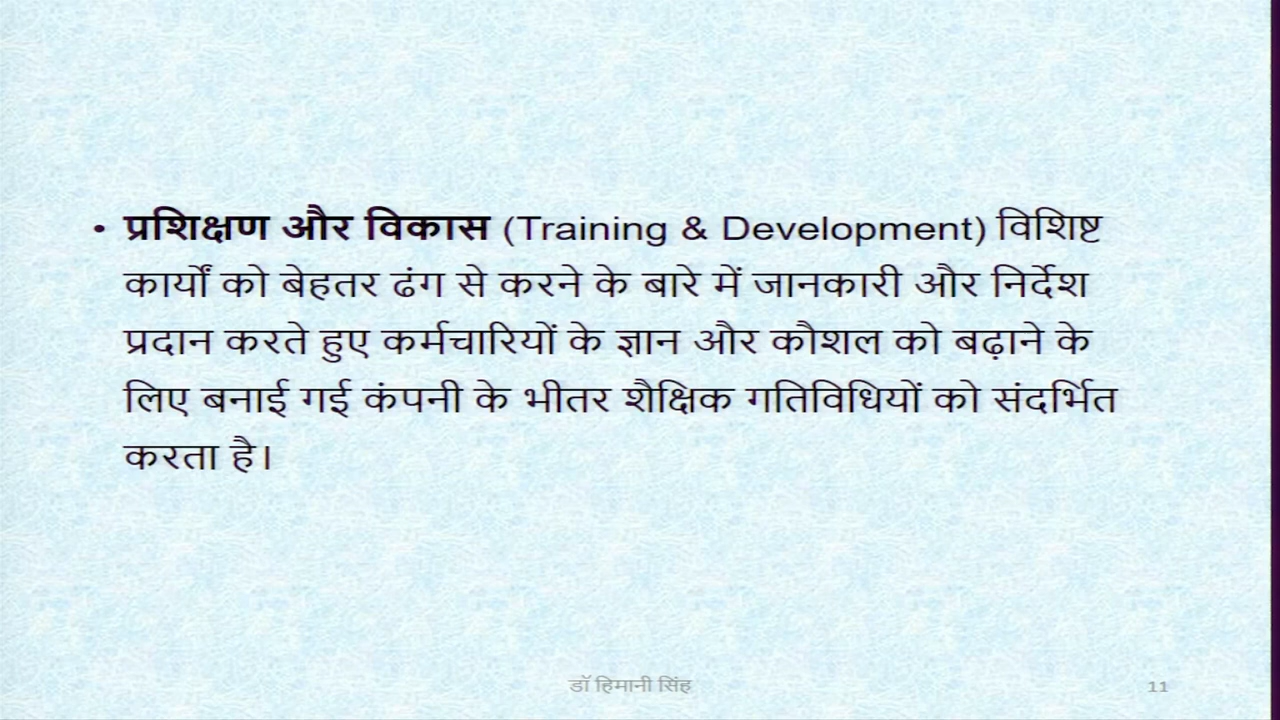 • प्रशिक्षण और विकास (Training & Development) विशिष्ट
कार्यों को बेहतर ढंग से करने के बारे में जानकारी और निर्देश
प्रदान करते हुए कर्मचारियों के ज्ञान और कौशल को बढ़ाने के
लिए बनाई गई कंपनी के भीतर शैक्षिक गतिविधियों को संदर्भित
करता है।
डॉ हिमानी सिंह 11